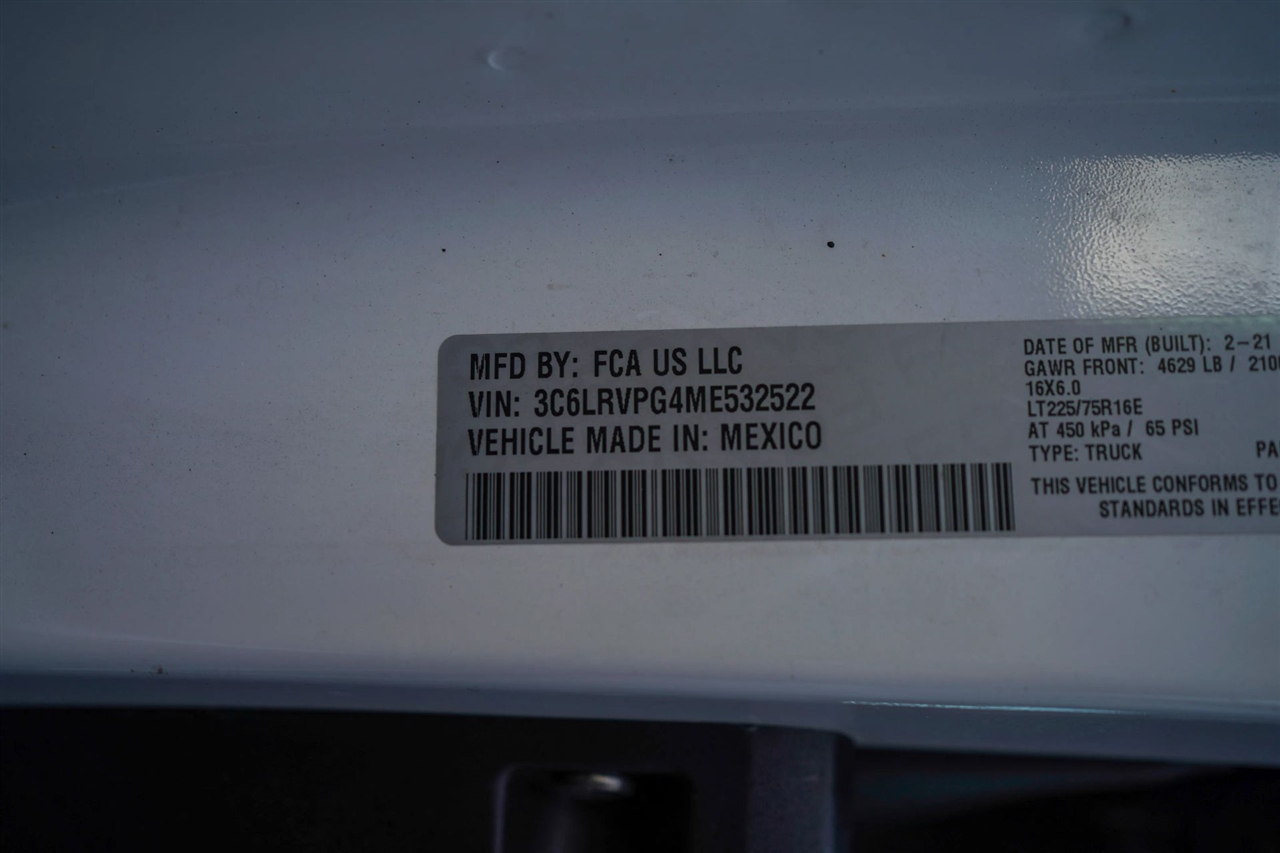 MFD BY: FCA US LLC
VIN: 3C6LRVPG4ME532522
VEHICLE MADE IN: MEXICO
DATE OF MFR (BUILT): 2-21
GAWR FRONT: 4629 LB /
16X6.0
LT225/75R16E
AT 450 kPa / 65 PSI
TYPE: TRUCK
THIS VEHICLE CONFORMS TO
STANDARDS IN